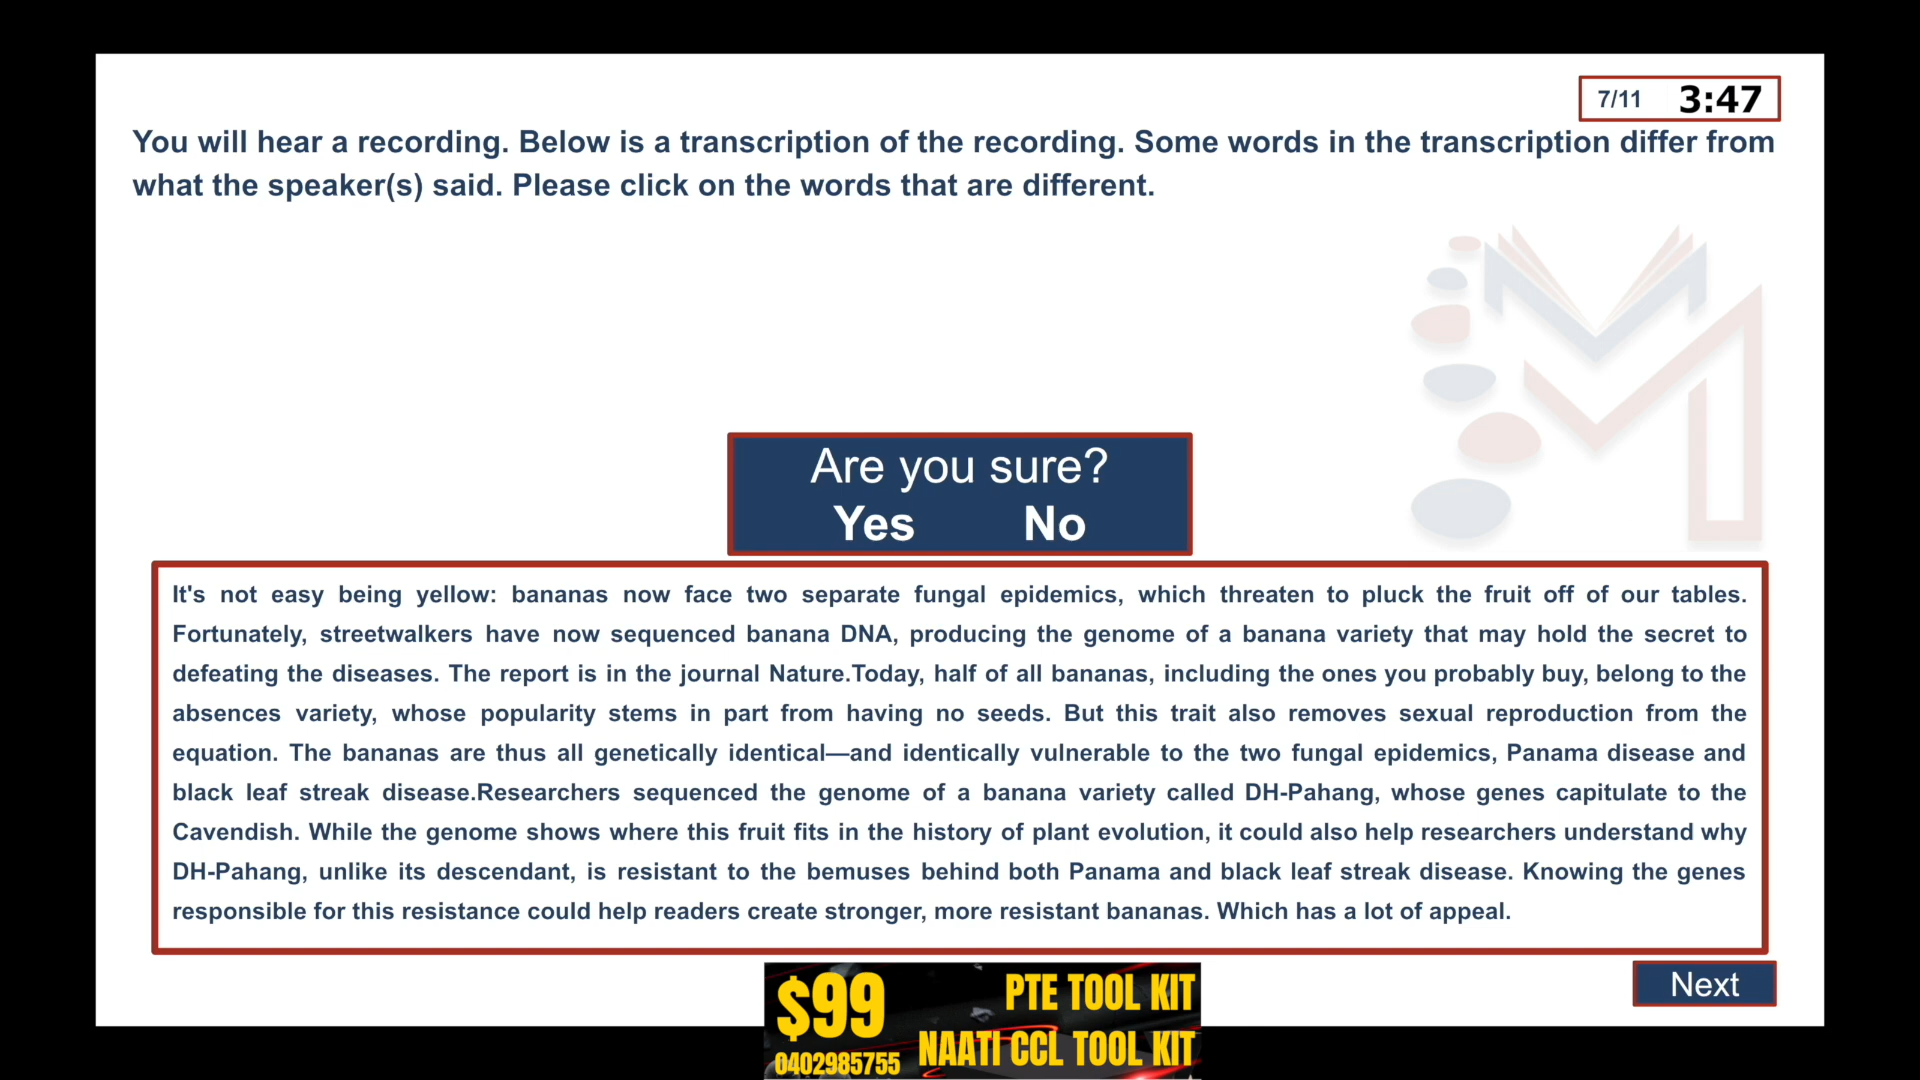 7/11 3:47
You will hear a recording. Below is a transcription of the recording. Some words in the transcription differ from
what the speaker(s) said. Please click on the words that are different.
Are you sure?
Yes No
It's not easy being yellow: bananas now face two separate fungal epidemics, which threaten to pluck the fruit off of our tables.
Fortunately, streetwalkers have now sequenced banana DNA, producing the genome of a banana variety that may hold the secret to
defeating the diseases. The report is in the journal Nature.Today, half of all bananas, including the ones you probably buy, belong to the
absences variety, whose popularity stems in part from having no seeds. But this trait also removes sexual reproduction from the
equation. The bananas are thus all genetically identical—and identically vulnerable to the two fungal epidemics, Panama disease and
black leaf streak disease.Researchers sequenced the genome of a banana variety called DH-Pahang, whose genes capitulate to the
Cavendish. While the genome shows where this fruit fits in the history of plant evolution, it could also help researchers understand why
DH-Pahang, unlike its descendant, is resistant to the bemuses behind both Panama and black leaf streak disease. Knowing the genes
responsible for this resistance could help readers create stronger, more resistant bananas. Which has a lot of appeal.
Next
$99 PTE TOOL KIT
0402985755 NAATI CCL TOOL KIT